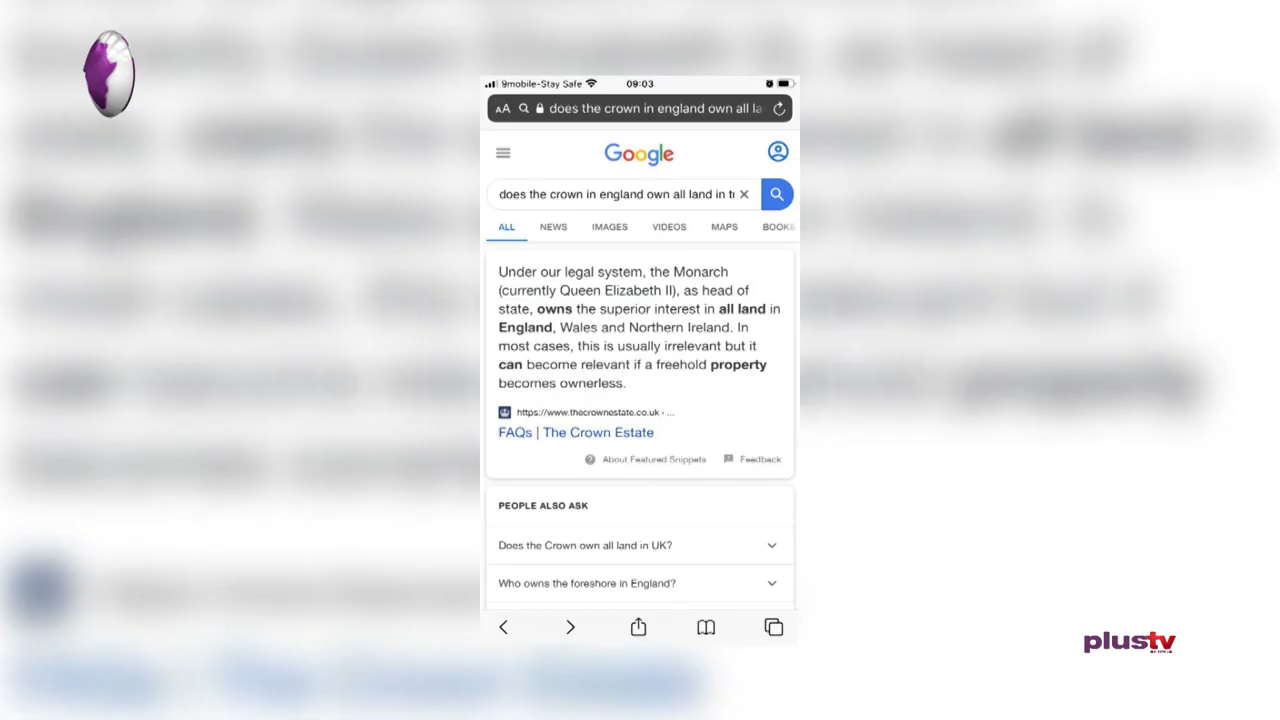 9mobile-Stay Safe 09:03
AA does the crown in england own all la
Google
does the crown in england own all land in tr
ALL NEWS IMAGES VIDEOS MAPS BOOKS
Under our legal system, the Monarch
(currently Queen Elizabeth II), as head of
state, owns the superior interest in all land in
England, Wales and Northern Ireland. In
most cases, this is usually irrelevant but it
can become relevant if a freehold property
becomes ownerless.
https://www.thecrownestate.co.uk › ...
FAQs | The Crown Estate
About Featured Snippets Feedback
PEOPLE ALSO ASK
Does the Crown own all land in UK?
Who owns the foreshore in England?
plustv